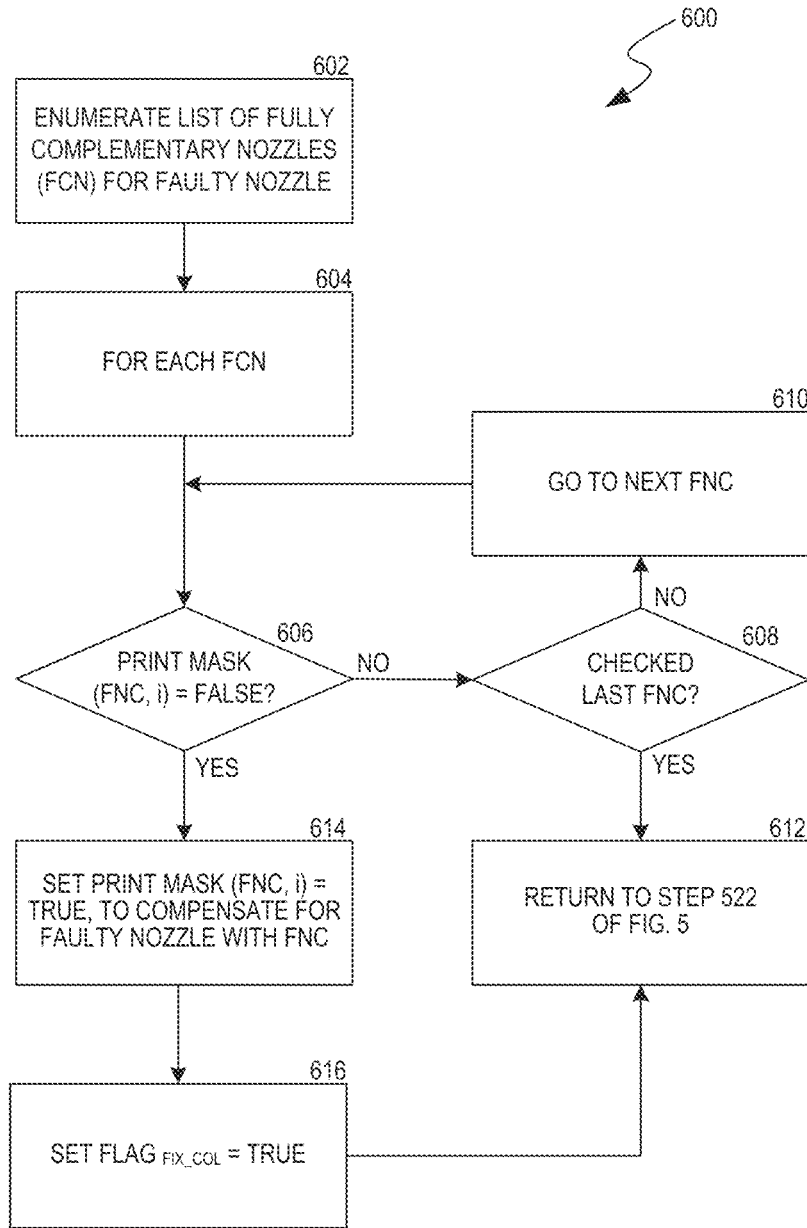 600
602
ENUMERATE LIST OF FULLY
COMPLEMENTARY NOZZLES
(FCN) FOR FAULTY NOZZLE
604
FOR EACH FCN
610
GO TO NEXT FNC
NO
606
PRINT MASK
(FNC, i) = FALSE?
NO
608
CHECKED
LAST FNC?
YES
YES
614
SET PRINT MASK (FNC, i) =
TRUE, TO COMPENSATE FOR
FAULTY NOZZLE WITH FNC
612
RETURN TO STEP 522
OF FIG. 5
616
SET FLAG FIX_COL = TRUE